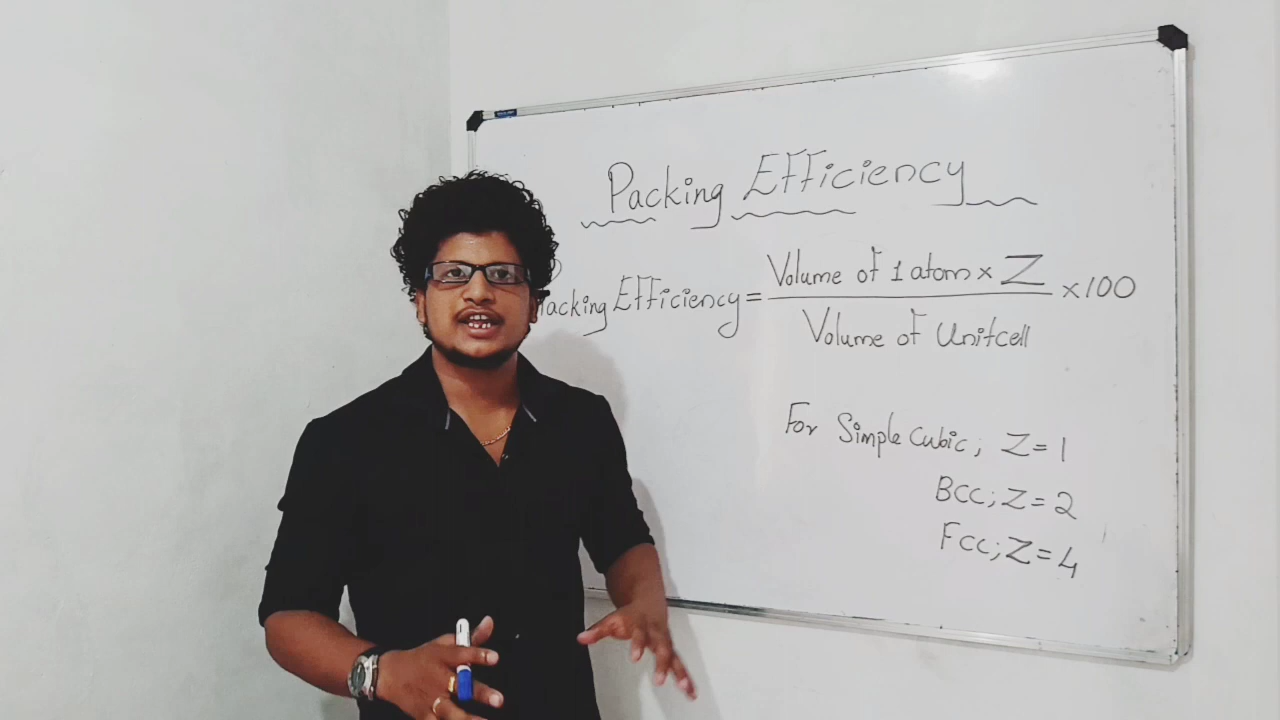 Packing Efficiency
Packing Efficiency = Volume of 1 atom × Z / Volume of Unitcell × 100
For Simple Cubic; Z = 1
BCC; Z = 2
FCC; Z = 4